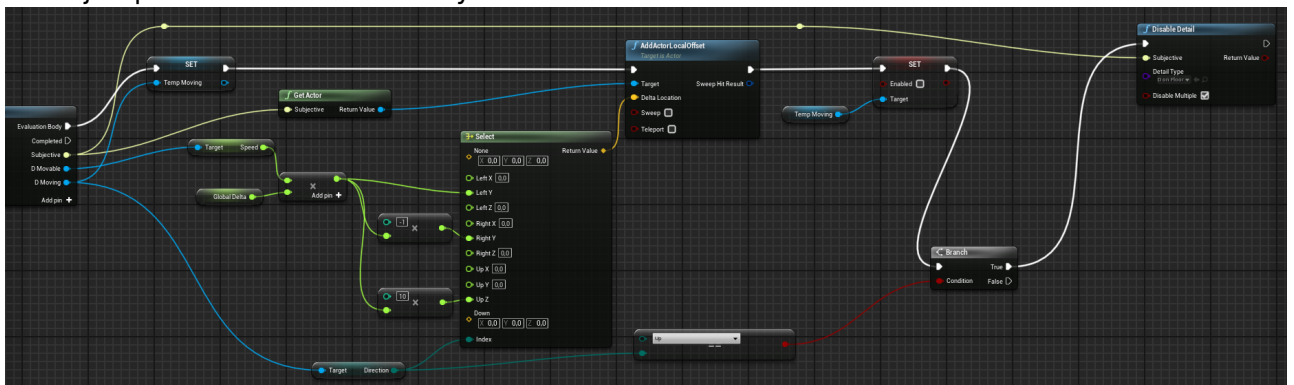 SET
Temp Moving
Evaluation Body
Completed
Subjective
D Movable
D Moving
Add pin +
GetActor
Subjective Return Value
Target Speed
Global Delta
x
Add pin +
-1 x
10 x
Select
None Return Value
X 0,0 Y 0,0 Z 0,0
Left X 0,0
Left Y
Left Z 0,0
Right X 0,0
Right Y
Right Z 0,0
Up X 0,0
Up Y 0,0
Up Z
Down
X 0,0 Y 0,0 Z 0,0
Index
Target Direction
AddActorLocalOffset
Target is Actor
Target Sweep Hit Result
Delta Location
Sweep
Teleport
Temp Moving
SET
Enabled
Target
Up ==
Branch
True
Condition False
Disable Detail
Subjective Return Value
Detail Type
Disable Multiple